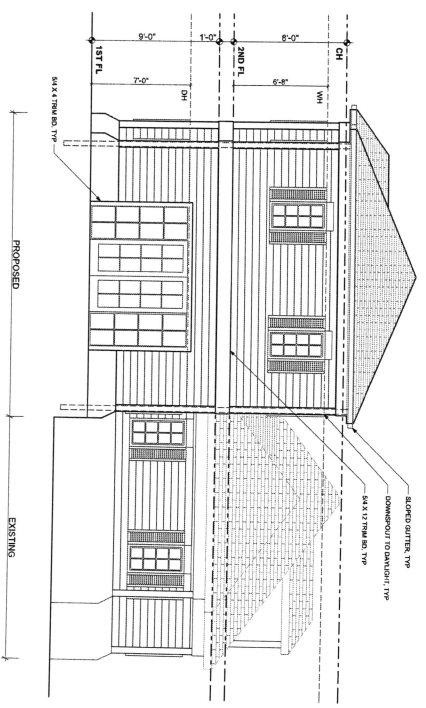 SLOPED GUTTER, TYP
DOWNSPOUT TO DAYLIGHT, TYP
5/4 X 12 TRIM BD, TYP
CH
WH
8'-0"
6'-8"
2ND FL
1'-0"
DH
9'-0"
7'-0"
1ST FL
5/4 X 4 TRIM BD, TYP
PROPOSED
EXISTING